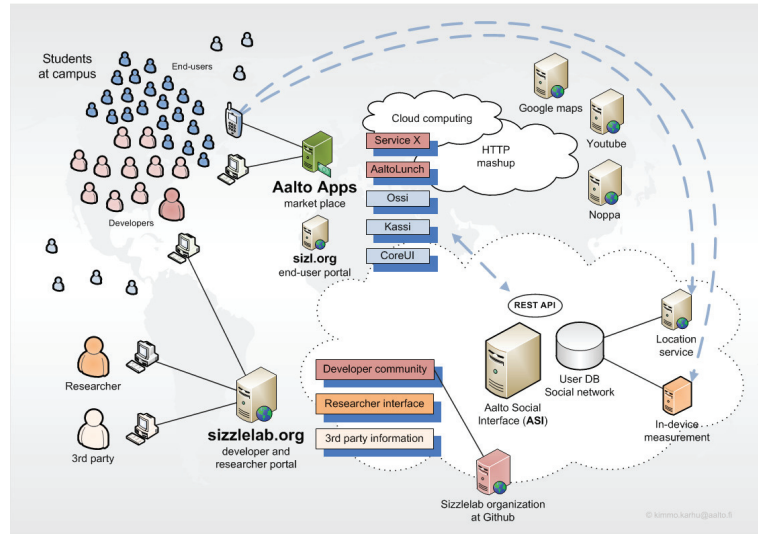 Students
at campus
End-users
Developers
Aalto Apps
market place
sizl.org
end-user portal
Cloud computing
HTTP
mashup
Service X
AaltoLunch
Ossi
Kassi
CoreUI
Google maps
Youtube
Noppa
REST API
Aalto Social
Interface (ASI)
User DB
Social network
Location
service
In-device
measurement
Researcher
3rd party
sizzlelab.org
developer and
researcher portal
Developer community
Researcher interface
3rd party information
Sizzlelab organization
at Github
© kimmo.karhu@aalto.fi